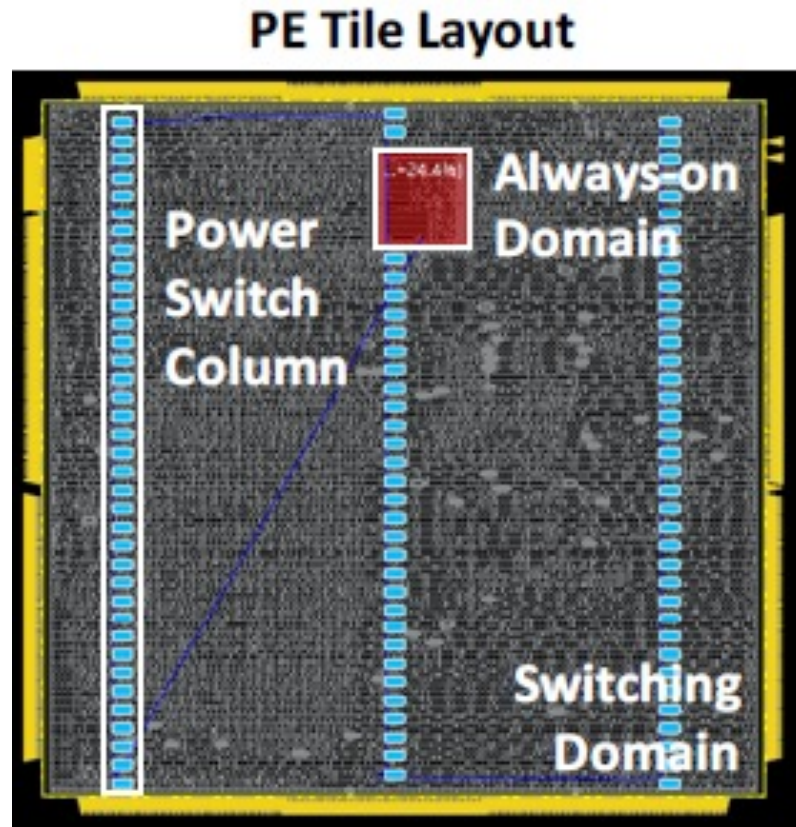 PE Tile Layout
Always-on
Domain
Power
Switch
Column
Switching
Domain